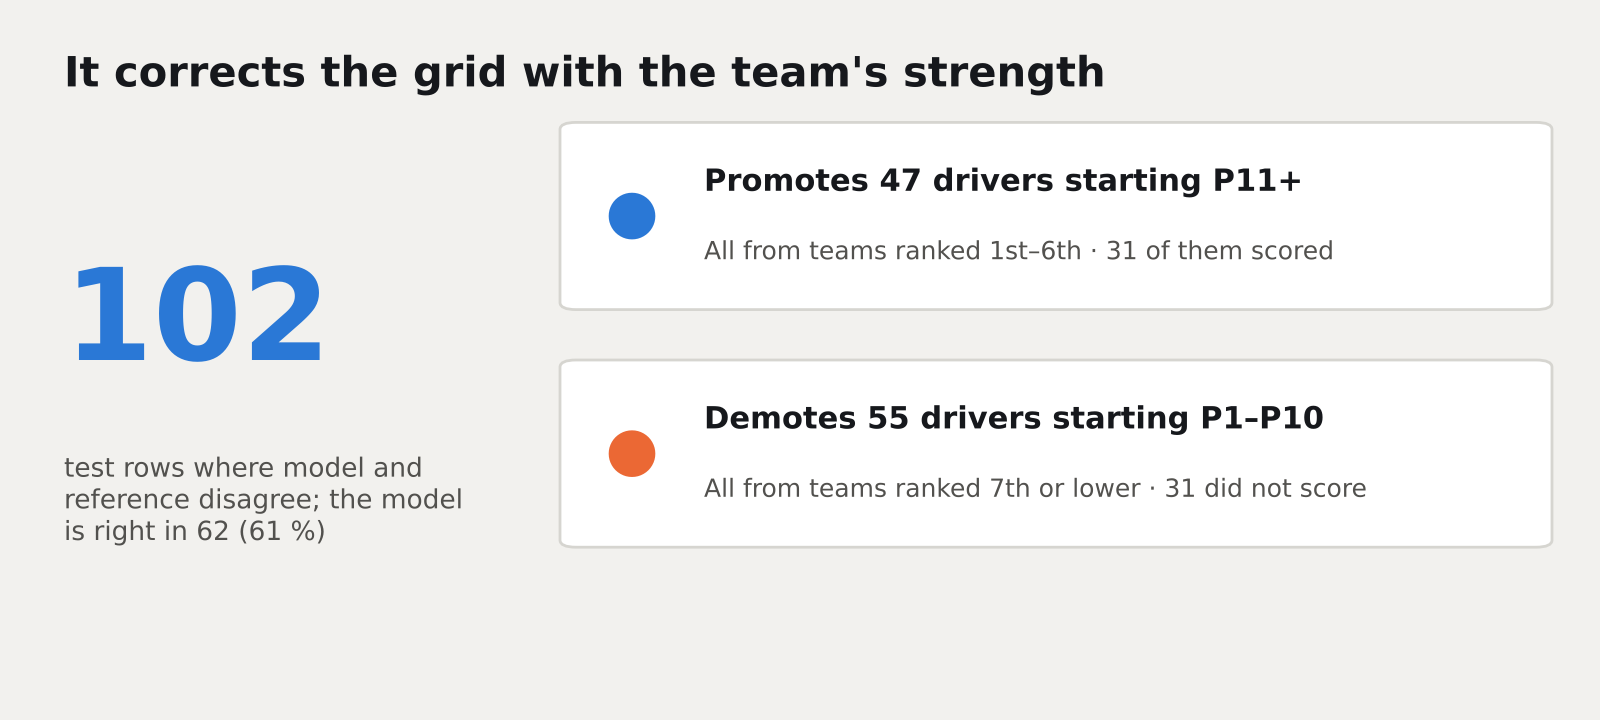 It corrects the grid with the team's strength
102
test rows where model and
reference disagree; the model
is right in 62 (61 %)
Promotes 47 drivers starting P11+
All from teams ranked 1st–6th · 31 of them scored
Demotes 55 drivers starting P1–P10
All from teams ranked 7th or lower · 31 did not score